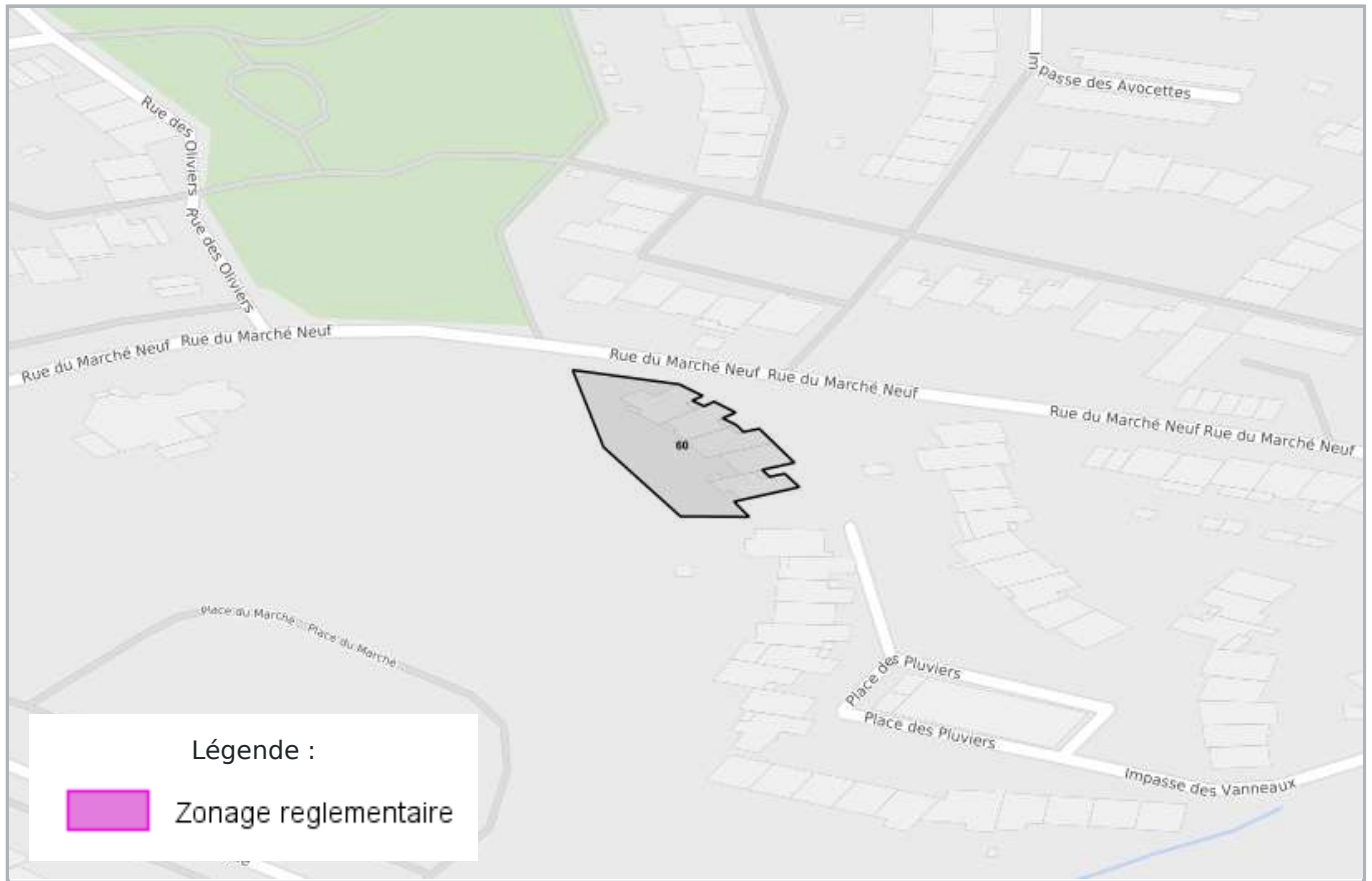 Impasse des Avocettes
Rue des Oliviers
Rue des Oliviers
Rue du Marché Neuf Rue du Marché Neuf
Rue du Marché Neuf Rue du Marché Neuf
Rue du Marché Neuf Rue du Marché Neuf
60
Place du Marché Place du Marché
Place des Pluviers
Place des Pluviers
Impasse des Vanneaux
Légende :
Zonage reglementaire